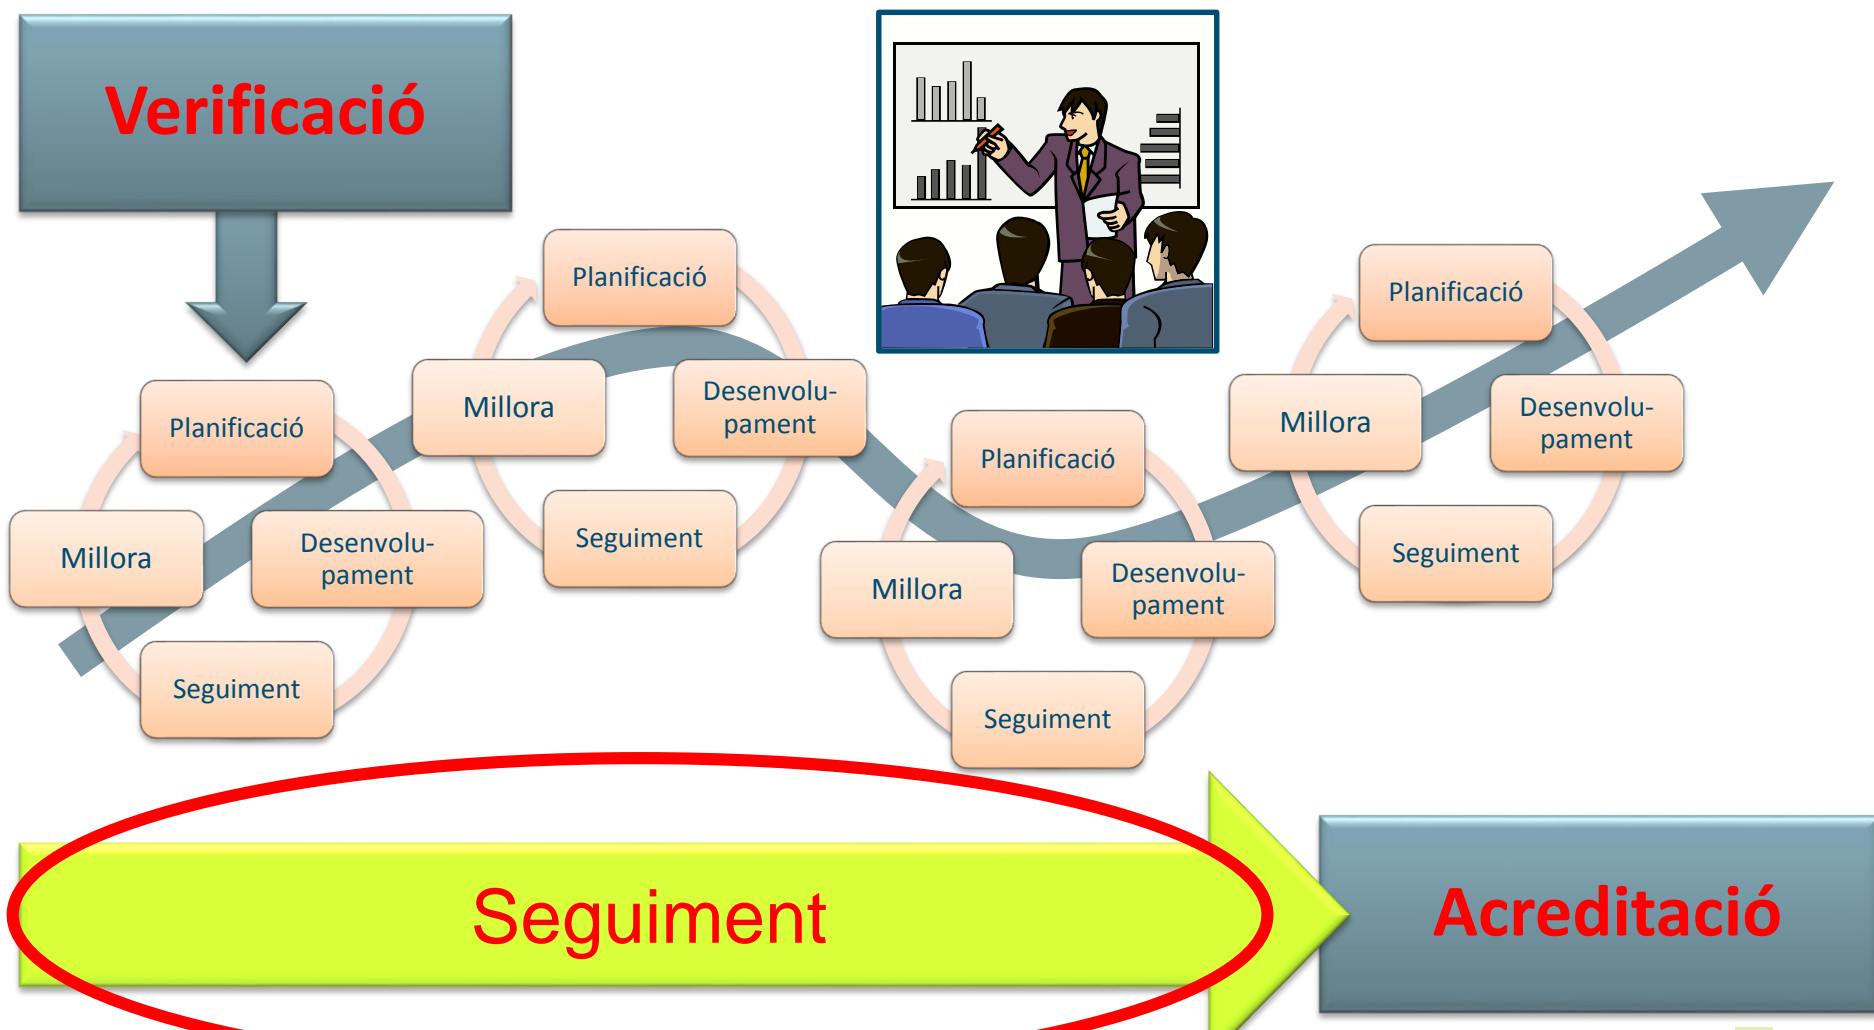 Verificació
Planificació
Desenvolu-
pament
Seguiment
Millora
Planificació
Desenvolu-
pament
Seguiment
Millora
Planificació
Desenvolu-
pament
Seguiment
Millora
Planificació
Desenvolu-
pament
Seguiment
Millora
Seguiment
Acreditació